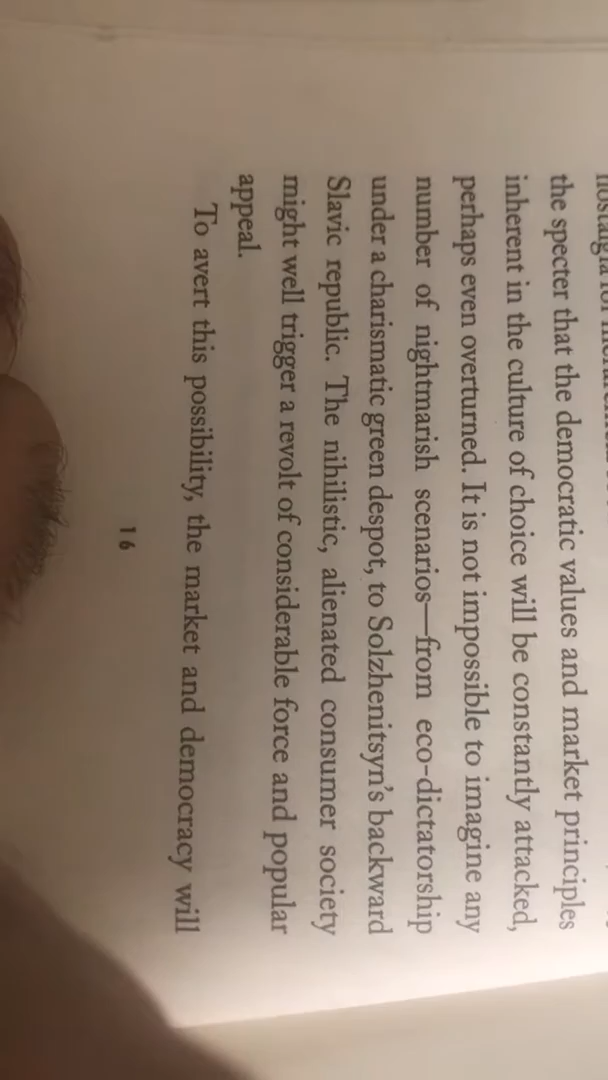 the specter that the democratic values and market principles
inherent in the culture of choice will be constantly attacked,
perhaps even overturned. It is not impossible to imagine any
number of nightmarish scenarios—from eco-dictatorship
under a charismatic green despot, to Solzhenitsyn's backward
Slavic republic. The nihilistic, alienated consumer society
might well trigger a revolt of considerable force and popular
appeal.
To avert this possibility, the market and democracy will
16